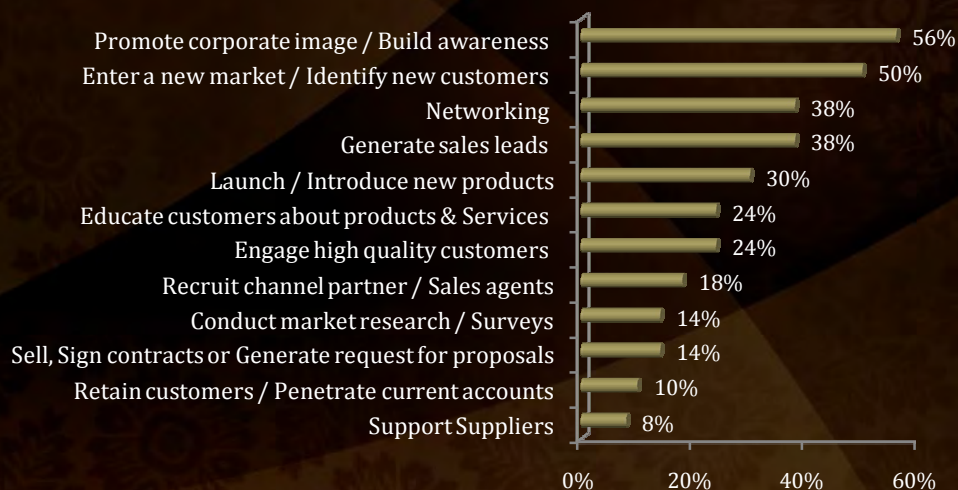 Promote corporate image / Build awareness 56%
Enter a new market / Identify new customers 50%
Networking 38%
Generate sales leads 38%
Launch / Introduce new products 30%
Educate customers about products & Services 24%
Engage high quality customers 24%
Recruit channel partner / Sales agents 18%
Conduct market research / Surveys 14%
Sell, Sign contracts or Generate request for proposals 14%
Retain customers / Penetrate current accounts 10%
Support Suppliers 8%
0% 20% 40% 60%